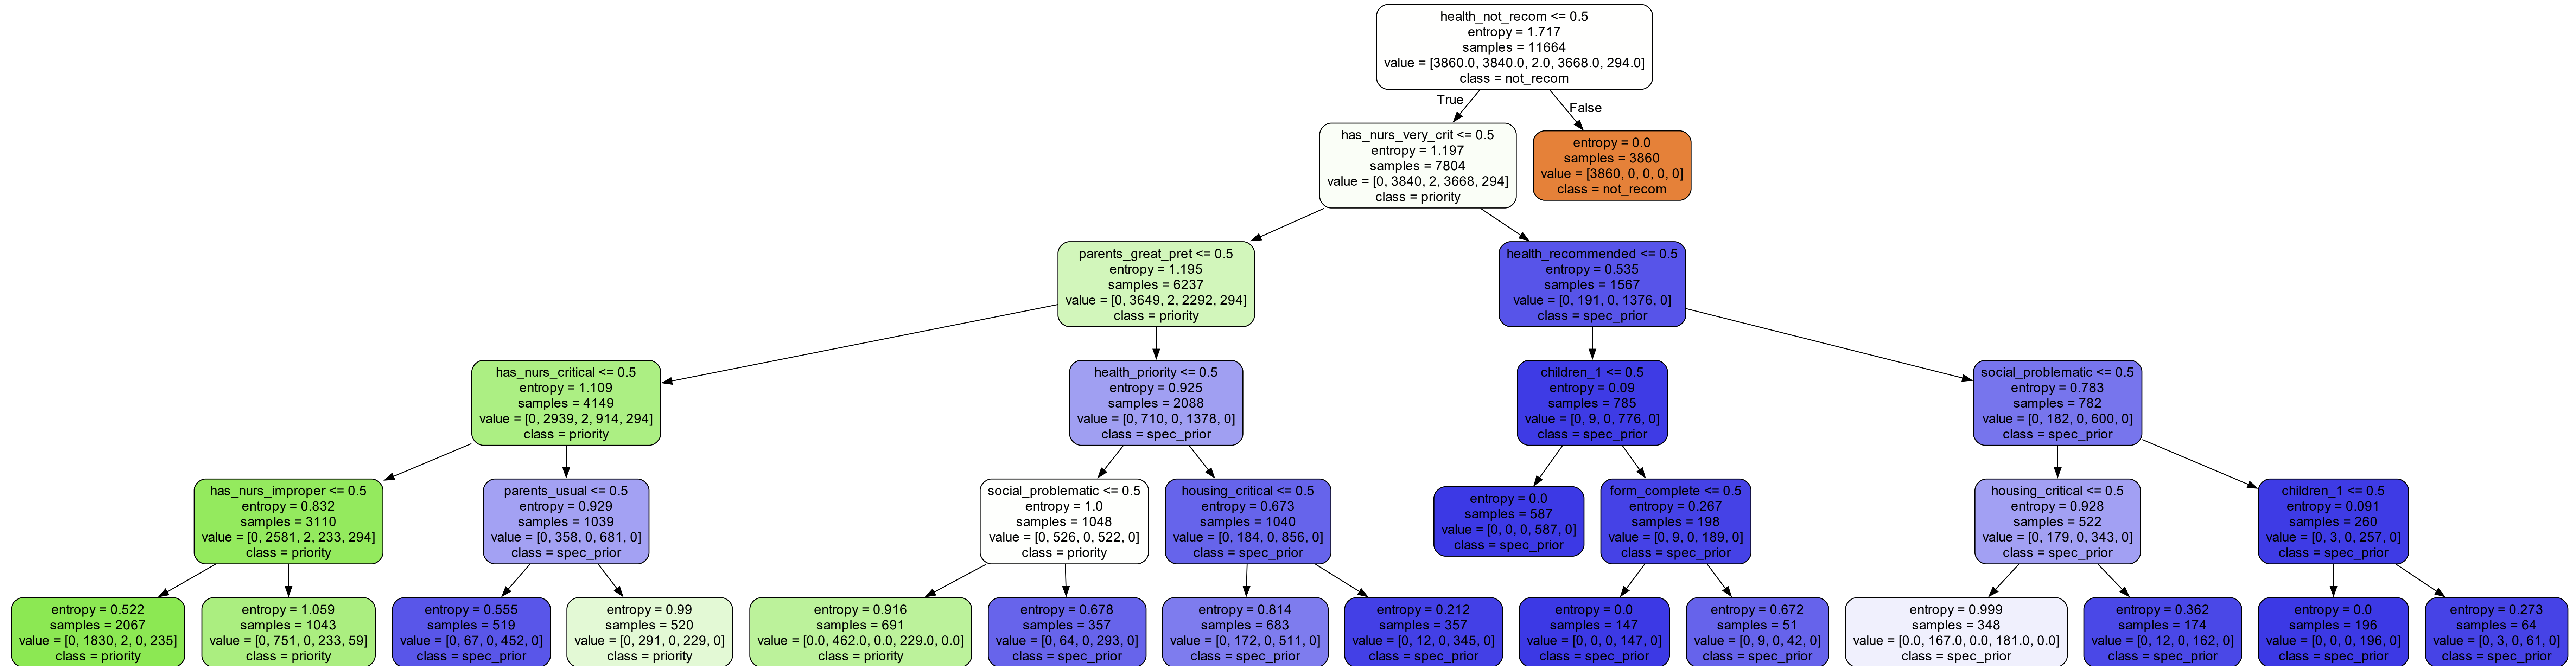 health_not_recom <= 0.5
entropy = 1.717
samples = 11664
value = [3860.0, 3840.0, 2.0, 3668.0, 294.0]
class = not_recom
True
False
has_nurs_very_crit <= 0.5
entropy = 1.197
samples = 7804
value = [0, 3840, 2, 3668, 294]
class = priority
entropy = 0.0
samples = 3860
value = [3860, 0, 0, 0, 0]
class = not_recom
parents_great_pret <= 0.5
entropy = 1.195
samples = 6237
value = [0, 3649, 2, 2292, 294]
class = priority
health_recommended <= 0.5
entropy = 0.535
samples = 1567
value = [0, 191, 0, 1376, 0]
class = spec_prior
has_nurs_critical <= 0.5
entropy = 1.109
samples = 4149
value = [0, 2939, 2, 914, 294]
class = priority
health_priority <= 0.5
entropy = 0.925
samples = 2088
value = [0, 710, 0, 1378, 0]
class = spec_prior
children_1 <= 0.5
entropy = 0.09
samples = 785
value = [0, 9, 0, 776, 0]
class = spec_prior
social_problematic <= 0.5
entropy = 0.783
samples = 782
value = [0, 182, 0, 600, 0]
class = spec_prior
has_nurs_improper <= 0.5
entropy = 0.832
samples = 3110
value = [0, 2581, 2, 233, 294]
class = priority
parents_usual <= 0.5
entropy = 0.929
samples = 1039
value = [0, 358, 0, 681, 0]
class = spec_prior
social_problematic <= 0.5
entropy = 1.0
samples = 1048
value = [0, 526, 0, 522, 0]
class = priority
housing_critical <= 0.5
entropy = 0.673
samples = 1040
value = [0, 184, 0, 856, 0]
class = spec_prior
entropy = 0.0
samples = 587
value = [0, 0, 0, 587, 0]
class = spec_prior
form_complete <= 0.5
entropy = 0.267
samples = 198
value = [0, 9, 0, 189, 0]
class = spec_prior
housing_critical <= 0.5
entropy = 0.928
samples = 522
value = [0, 179, 0, 343, 0]
class = spec_prior
children_1 <= 0.5
entropy = 0.091
samples = 260
value = [0, 3, 0, 257, 0]
class = spec_prior
entropy = 0.522
samples = 2067
value = [0, 1830, 2, 0, 235]
class = priority
entropy = 1.059
samples = 1043
value = [0, 751, 0, 233, 59]
class = priority
entropy = 0.555
samples = 519
value = [0, 67, 0, 452, 0]
class = spec_prior
entropy = 0.99
samples = 520
value = [0, 291, 0, 229, 0]
class = priority
entropy = 0.916
samples = 691
value = [0.0, 462.0, 0.0, 229.0, 0.0]
class = priority
entropy = 0.678
samples = 357
value = [0, 64, 0, 293, 0]
class = spec_prior
entropy = 0.814
samples = 683
value = [0, 172, 0, 511, 0]
class = spec_prior
entropy = 0.212
samples = 357
value = [0, 12, 0, 345, 0]
class = spec_prior
entropy = 0.0
samples = 147
value = [0, 0, 0, 147, 0]
class = spec_prior
entropy = 0.672
samples = 51
value = [0, 9, 0, 42, 0]
class = spec_prior
entropy = 0.999
samples = 348
value = [0.0, 167.0, 0.0, 181.0, 0.0]
class = spec_prior
entropy = 0.362
samples = 174
value = [0, 12, 0, 162, 0]
class = spec_prior
entropy = 0.0
samples = 196
value = [0, 0, 0, 196, 0]
class = spec_prior
entropy = 0.273
samples = 64
value = [0, 3, 0, 61, 0]
class = spec_prior